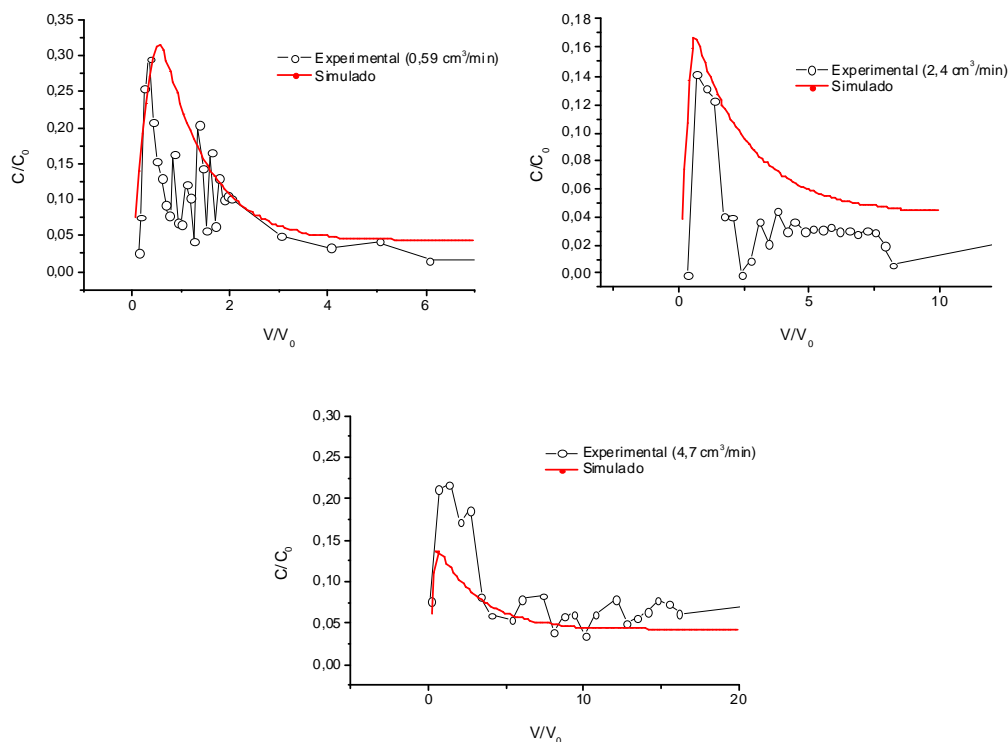 0,35
0,30
0,25
0,20
0,15
0,10
0,05
0,00
C/C0
Experimental (0,59 cm³/min)
Simulado
0 2 4 6
V/V0
0,18
0,16
0,14
0,12
0,10
0,08
0,06
0,04
0,02
0,00
C/C0
Experimental (2,4 cm³/min)
Simulado
0 5 10
V/V0
0,30
0,25
0,20
0,15
0,10
0,05
0,00
C/C0
Experimental (4,7 cm³/min)
Simulado
0 10 20
V/V0